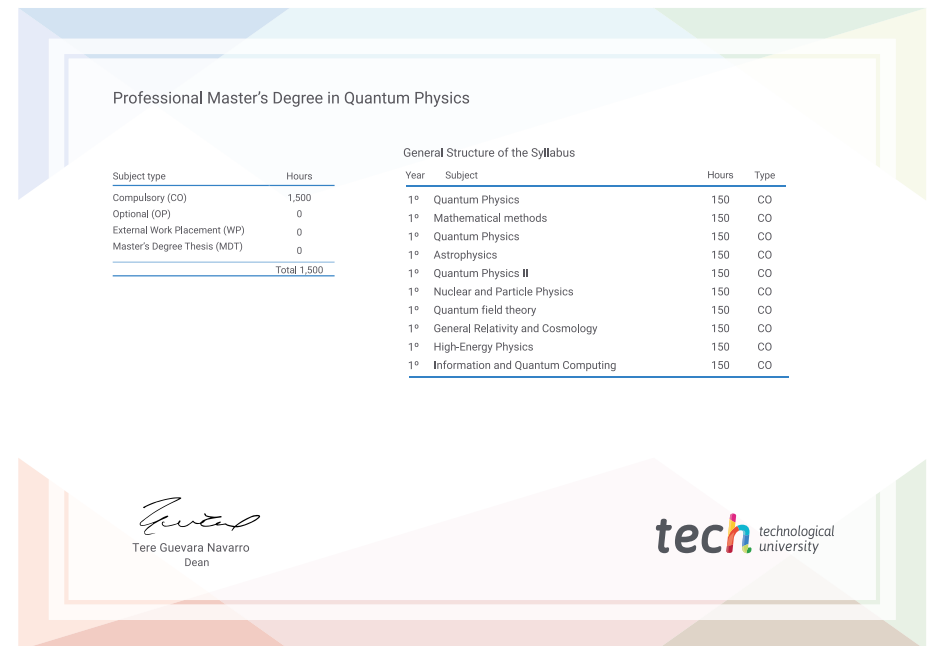 Professional Master's Degree in Quantum Physics
General Structure of the Syllabus
Subject type Hours
Compulsory (CO) 1,500
Optional (OP) 0
External Work Placement (WP) 0
Master's Degree Thesis (MDT) 0
Total 1,500
Year Subject Hours Type
1º Quantum Physics 150 CO
1º Mathematical methods 150 CO
1º Quantum Physics 150 CO
1º Astrophysics 150 CO
1º Quantum Physics II 150 CO
1º Nuclear and Particle Physics 150 CO
1º Quantum field theory 150 CO
1º General Relativity and Cosmology 150 CO
1º High-Energy Physics 150 CO
1º Information and Quantum Computing 150 CO
Tere Guevara Navarro
Dean
tech technological
university